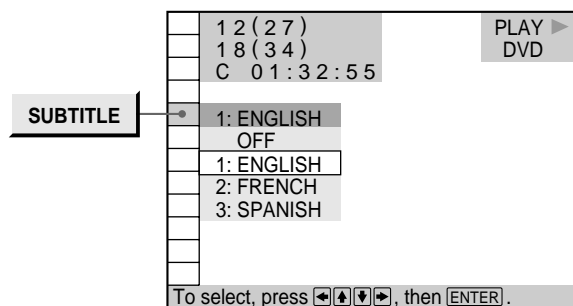 12(27)
18(34)
C 01:32:55
PLAY
DVD
SUBTITLE
1: ENGLISH
OFF
1: ENGLISH
2: FRENCH
3: SPANISH
To select, press ←↑↓→, then ENTER.